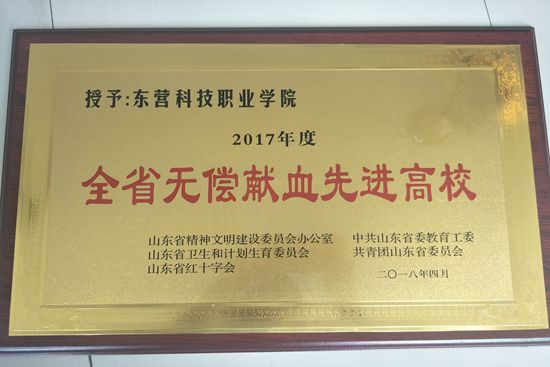 授予:东营科技职业学院
2017年度
全省无偿献血先进高校
山东省精神文明建设委员会办公室 中共山东省委教育工委
山东省卫生和计划生育委员会 共青团山东省委员会
山东省红十字会
二〇一八年四月